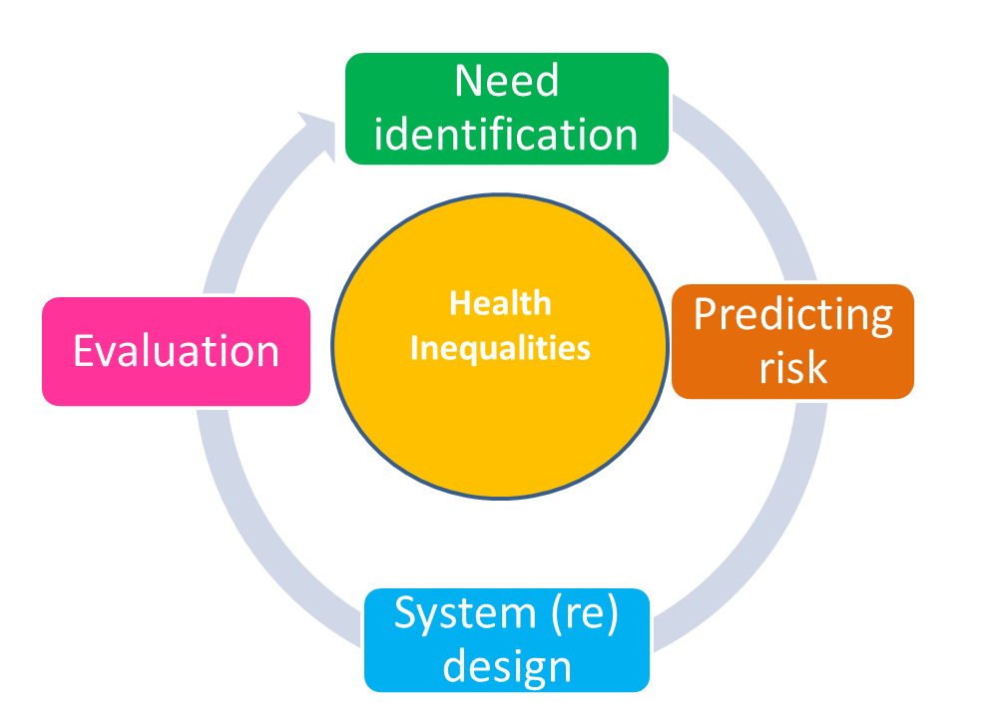 Need
identification
Health
Inequalities
Predicting
risk
Evaluation
System (re)
design